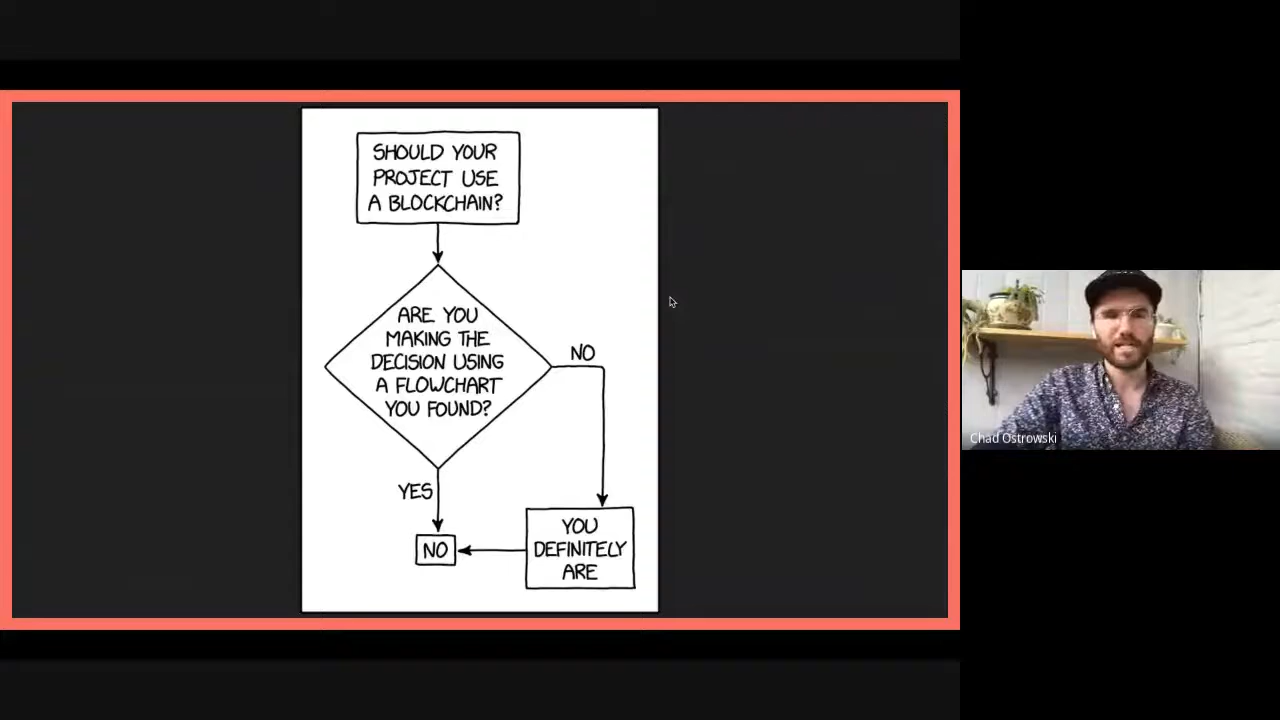 SHOULD YOUR
PROJECT USE
A BLOCKCHAIN?
ARE YOU
MAKING THE
DECISION USING
A FLOWCHART
YOU FOUND?
NO
YES
NO
YOU
DEFINITELY
ARE
Chad Ostrowski